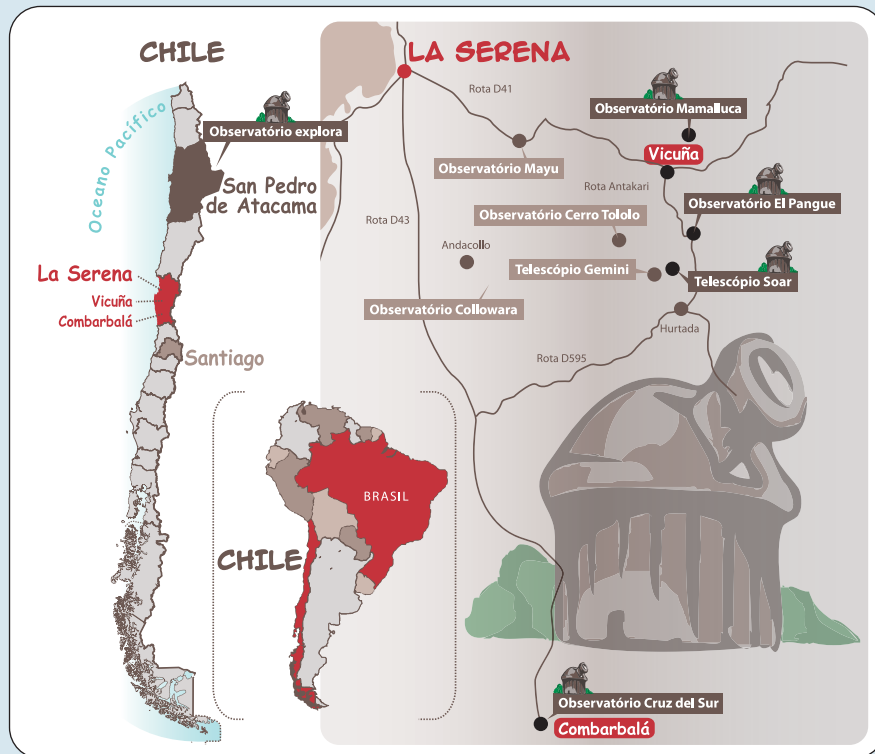 CHILE
Oceano Pacífico
Observatório explora
San Pedro
de Atacama
La Serena
Vicuña
Combarbalá
Santiago
CHILE
BRASIL
LA SERENA
Rota D41
Observatório Mamalluca
Observatório Mayu
Vicuña
Rota Antakari
Observatório El Pangue
Rota D43
Observatório Cerro Tololo
Andacollo
Telescópio Gemini
Telescópio Soar
Observatório Collowara
Hurtada
Rota D595
Observatório Cruz del Sur
Combarbalá